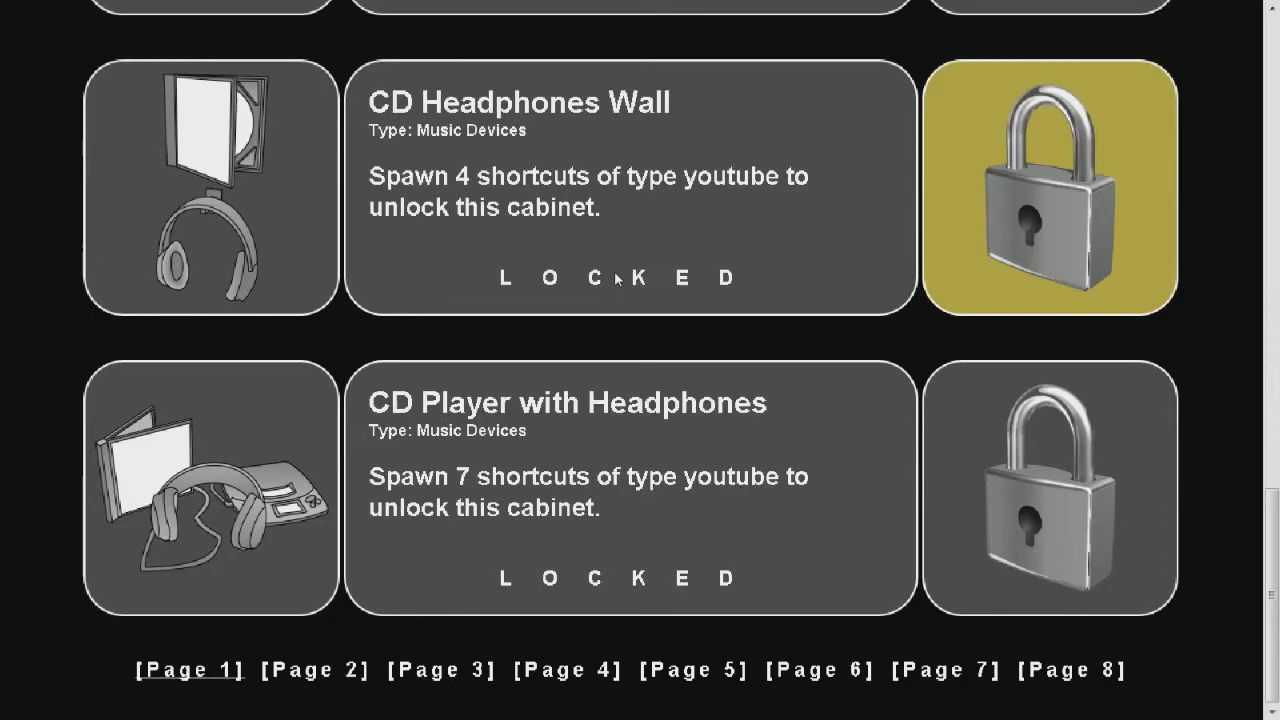 CD Headphones Wall
Type: Music Devices
Spawn 4 shortcuts of type youtube to
unlock this cabinet.
L O C K E D
CD Player with Headphones
Type: Music Devices
Spawn 7 shortcuts of type youtube to
unlock this cabinet.
L O C K E D
[Page 1] [Page 2] [Page 3] [Page 4] [Page 5] [Page 6] [Page 7] [Page 8]